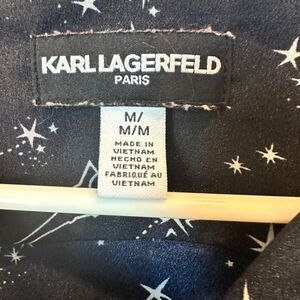 KARL LAGERFELD
PARIS
M/
M/M
MADE IN
VIETNAM
HECHO EN
VIETNAM
FABRIQUÉ AU
VIETNAM